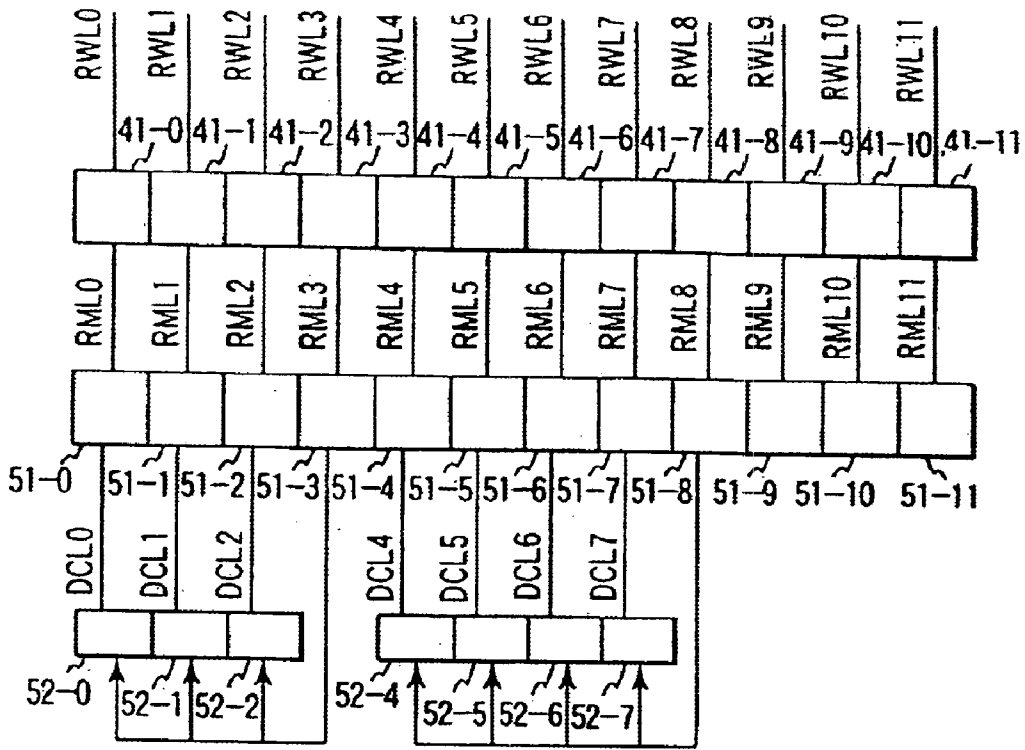 RWL0 RWL1 RWL2 RWL3 RWL4 RWL5 RWL6 RWL7 RWL8 RWL9 RWL10 RWL11
41-0 41-1 41-2 41-3 41-4 41-5 41-6 41-7 41-8 41-9 41-10 41-11
RML0 RML1 RML2 RML3 RML4 RML5 RML6 RML7 RML8 RML9 RML10 RML11
51-0 51-1 51-2 51-3 51-4 51-5 51-6 51-7 51-8 51-9 51-10 51-11
DCL0 DCL1 DCL2 DCL4 DCL5 DCL6 DCL7
52-0 52-1 52-2 52-4 52-5 52-6 52-7